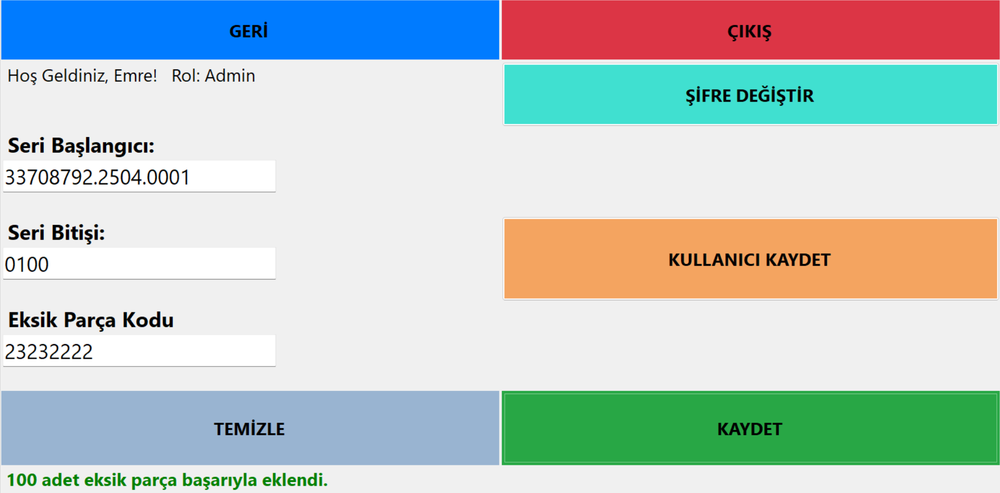 GERİ
ÇIKIŞ
Hoş Geldiniz, Emre!   Rol: Admin
ŞİFRE DEĞİŞTİR
Seri Başlangıcı:
33708792.2504.0001
Seri Bitişi:
0100
KULLANICI KAYDET
Eksik Parça Kodu
23232222
TEMİZLE
KAYDET
100 adet eksik parça başarıyla eklendi.